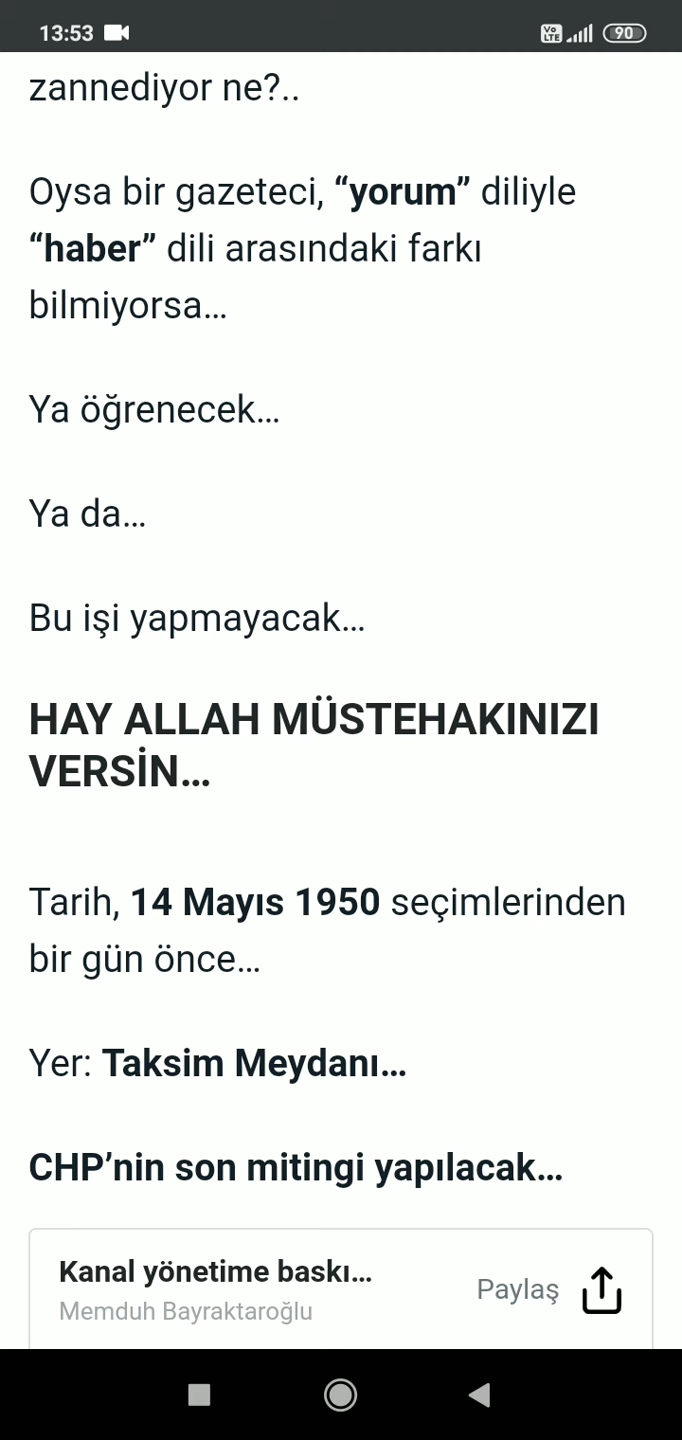 13:53
Vo LTE 90
zannediyor ne?..
Oysa bir gazeteci, “yorum” diliyle
“haber” dili arasındaki farkı
bilmiyorsa...
Ya öğrenecek...
Ya da...
Bu işi yapmayacak...
HAY ALLAH MÜSTEHAKINIZI
VERSİN...
Tarih, 14 Mayıs 1950 seçimlerinden
bir gün önce...
Yer: Taksim Meydanı...
CHP’nin son mitingi yapılacak...
Kanal yönetime baskı...
Memduh Bayraktaroğlu
Paylaş